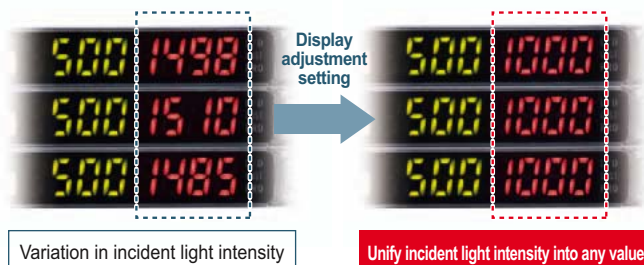 500 1498
500 1510
500 1485
Display
adjustment
setting
500 1000
500 1000
500 1000
Variation in incident light intensity
Unify incident light intensity into any value